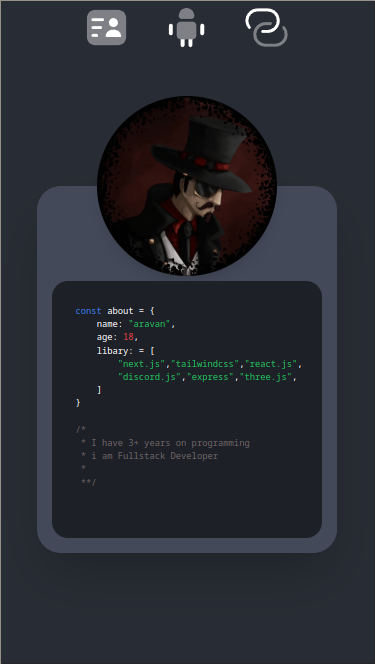 const about = {
    name: "aravan",
    age: 18,
    libary: = [
        "next.js","tailwindcss","react.js",
        "discord.js","express","three.js",
    ]
}
/*
 * I have 3+ years on programming
 * i am Fullstack Developer
 *
 **/